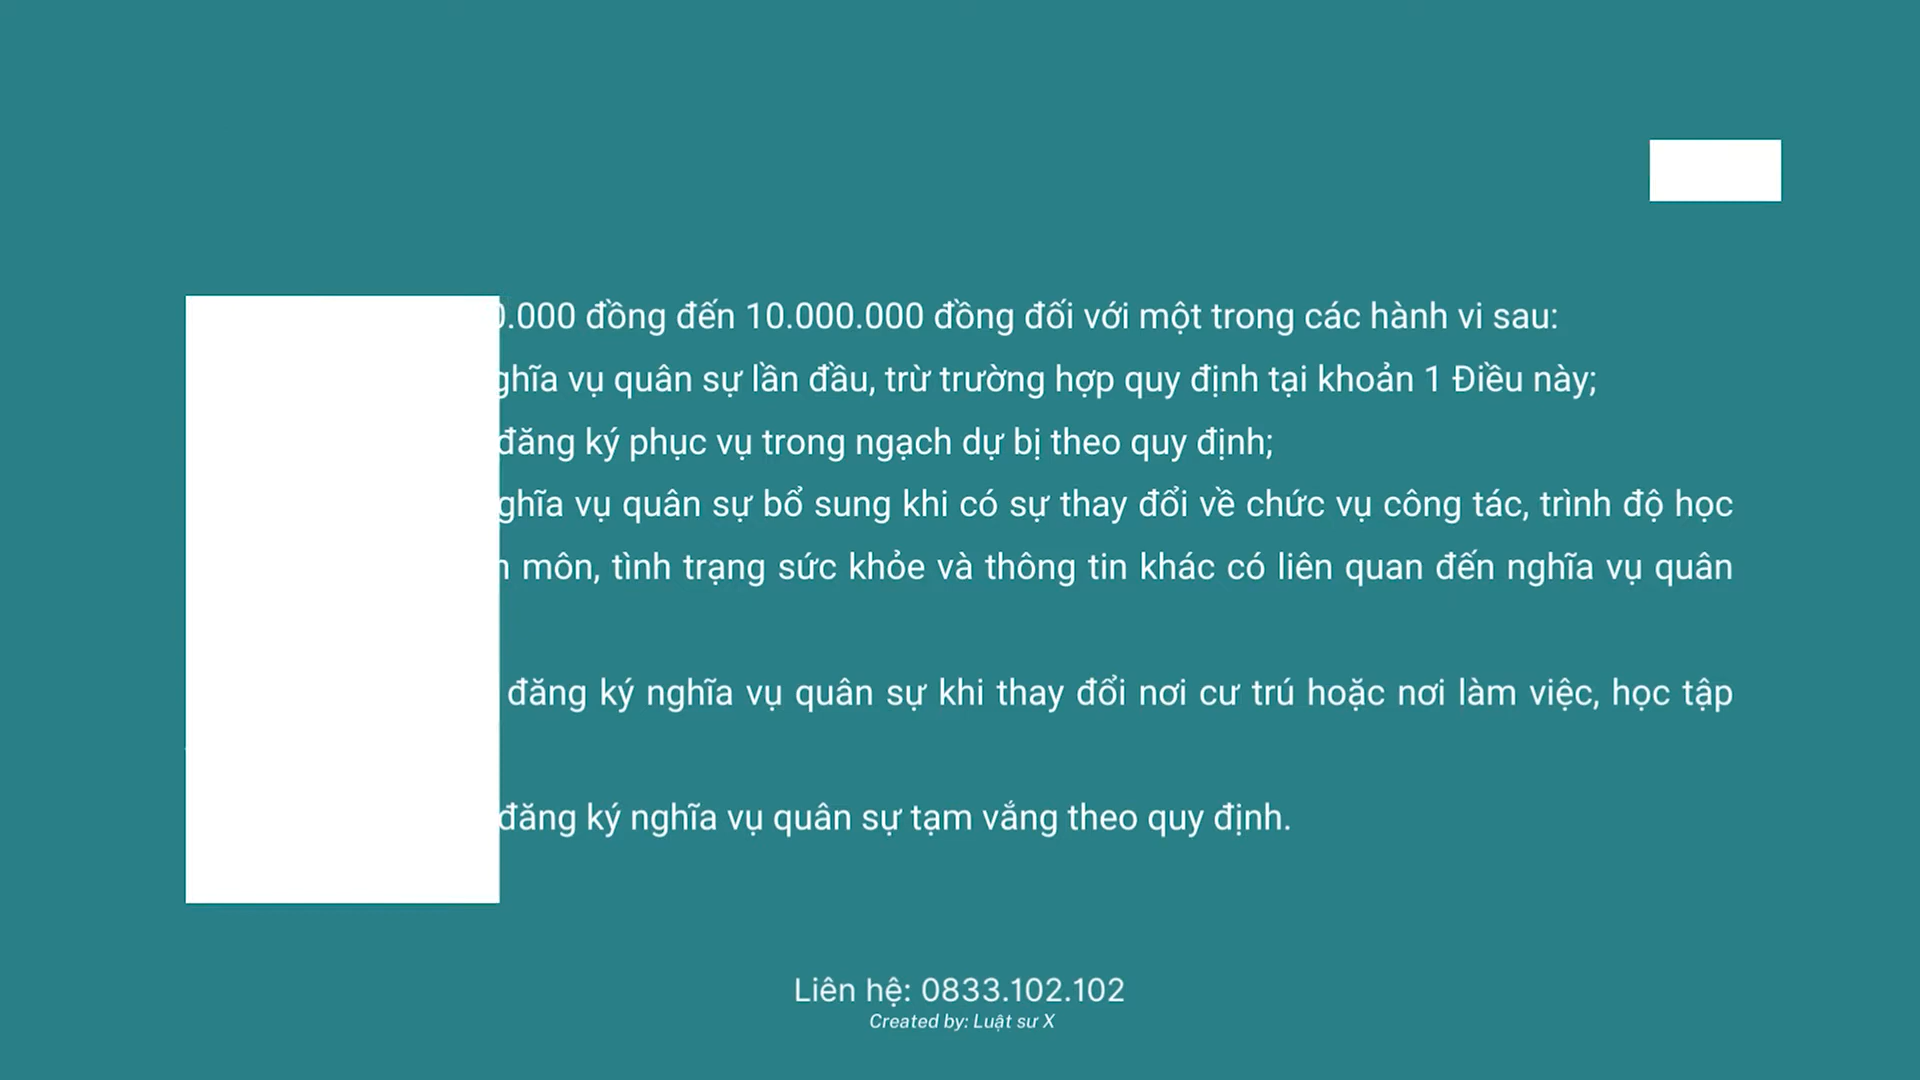 .000 đồng đến 10.000.000 đồng đối với một trong các hành vi sau:
vụ quân sự lần đầu, trừ trường hợp quy định tại khoản 1 Điều này;
đăng ký phục vụ trong ngạch dự bị theo quy định;
vụ quân sự bổ sung khi có sự thay đổi về chức vụ công tác, trình độ học
môn, tình trạng sức khỏe và thông tin khác có liên quan đến nghĩa vụ quân
đăng ký nghĩa vụ quân sự khi thay đổi nơi cư trú hoặc nơi làm việc, học tập
đăng ký nghĩa vụ quân sự tạm vắng theo quy định.
Liên hệ: 0833.102.102
Created by: Luật sư X